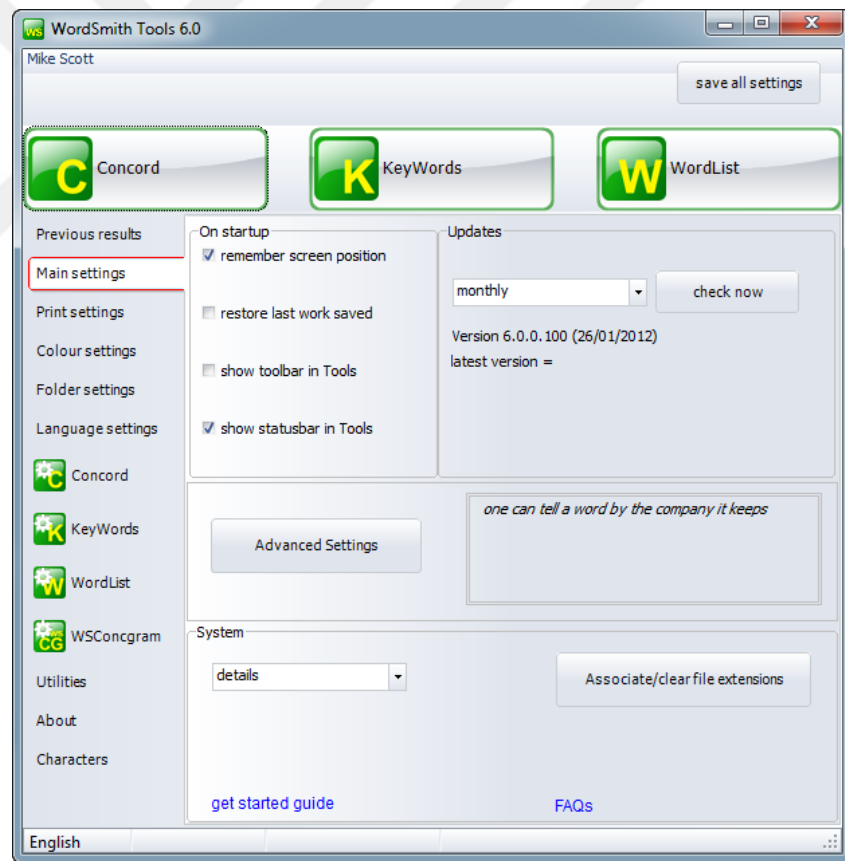 WordSmith Tools 6.0
Mike Scott
save all settings
C Concord
K KeyWords
W WordList
Previous results
Main settings
Print settings
Colour settings
Folder settings
Language settings
C Concord
K KeyWords
W WordList
WS CG WSConcgram
Utilities
About
Characters
On startup
remember screen position
restore last work saved
show toolbar in Tools
show statusbar in Tools
Updates
monthly
check now
Version 6.0.0.100 (26/01/2012)
latest version =
Advanced Settings
one can tell a word by the company it keeps
System
details
Associate/clear file extensions
get started guide
FAQs
English